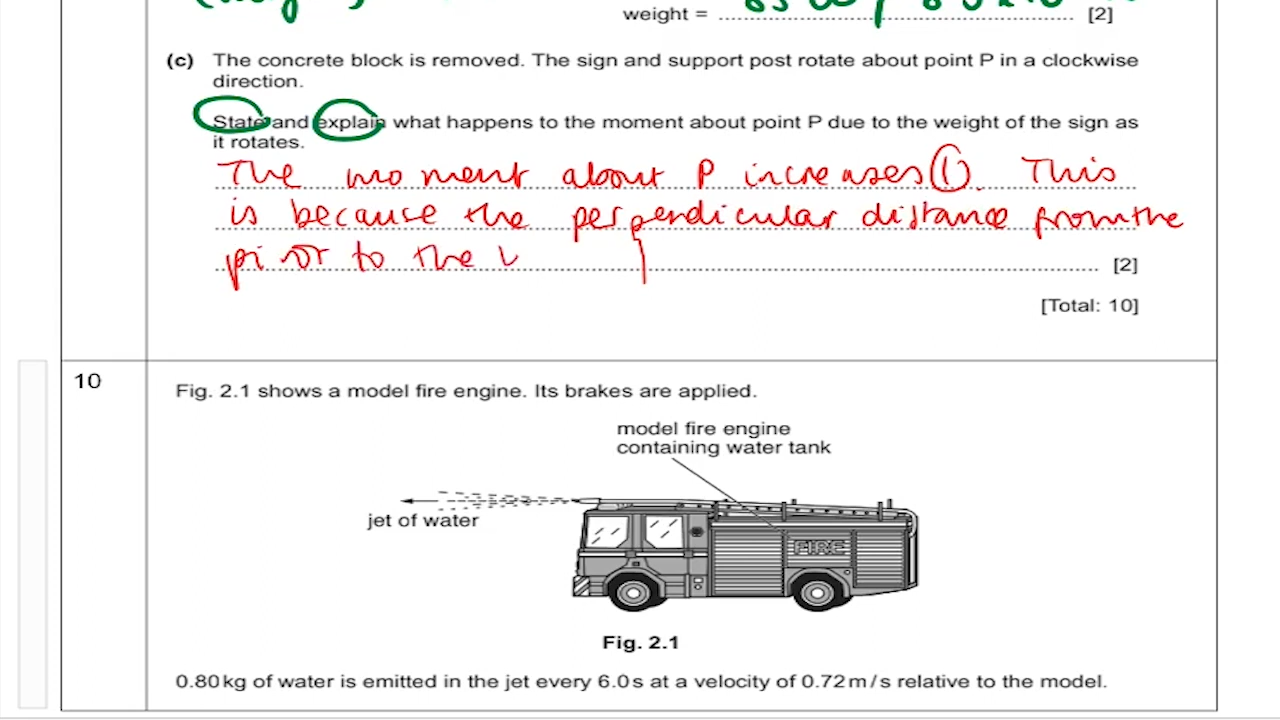 weight = [2]
(c) The concrete block is removed. The sign and support post rotate about point P in a clockwise
direction.
State and explain what happens to the moment about point P due to the weight of the sign as
it rotates.
The moment about P increases (1). This
is because the perpendicular distance from the
pivot to the
[2]
[Total: 10]
10
Fig. 2.1 shows a model fire engine. Its brakes are applied.
model fire engine
containing water tank
jet of water
FIRE
Fig. 2.1
0.80 kg of water is emitted in the jet every 6.0 s at a velocity of 0.72 m/s relative to the model.